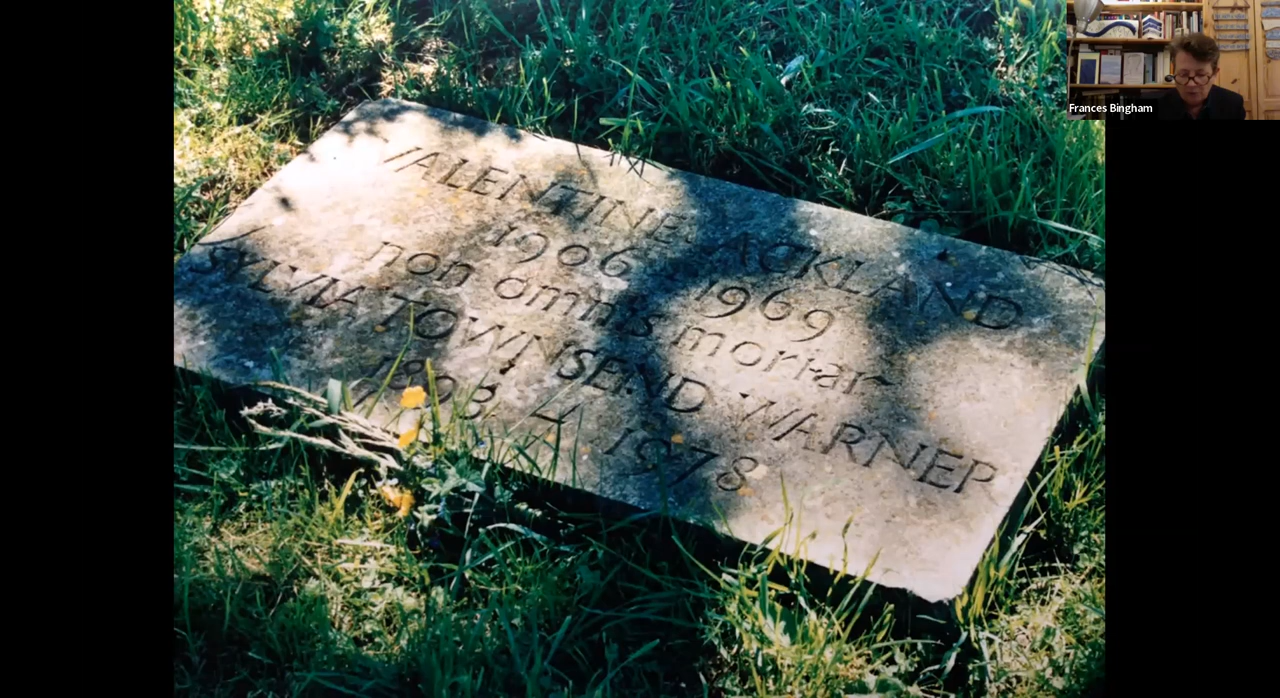 Frances Bingham
VALENTINE ACKLAND
1906 1969
non omnis moriar
SYLVIA TOWNSEND WARNER
1893 1978